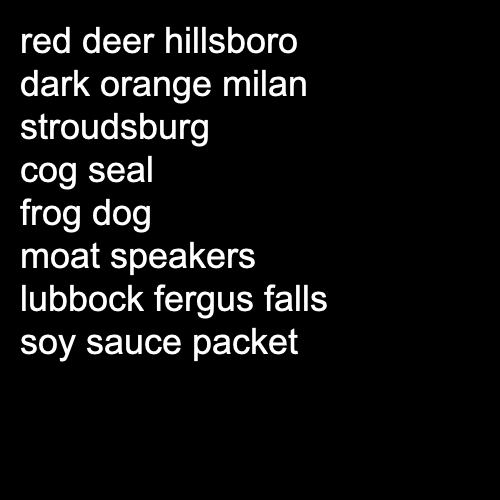 red deer hillsboro
dark orange milan
stroudsburg
cog seal
frog dog
moat speakers
lubbock fergus falls
soy sauce packet